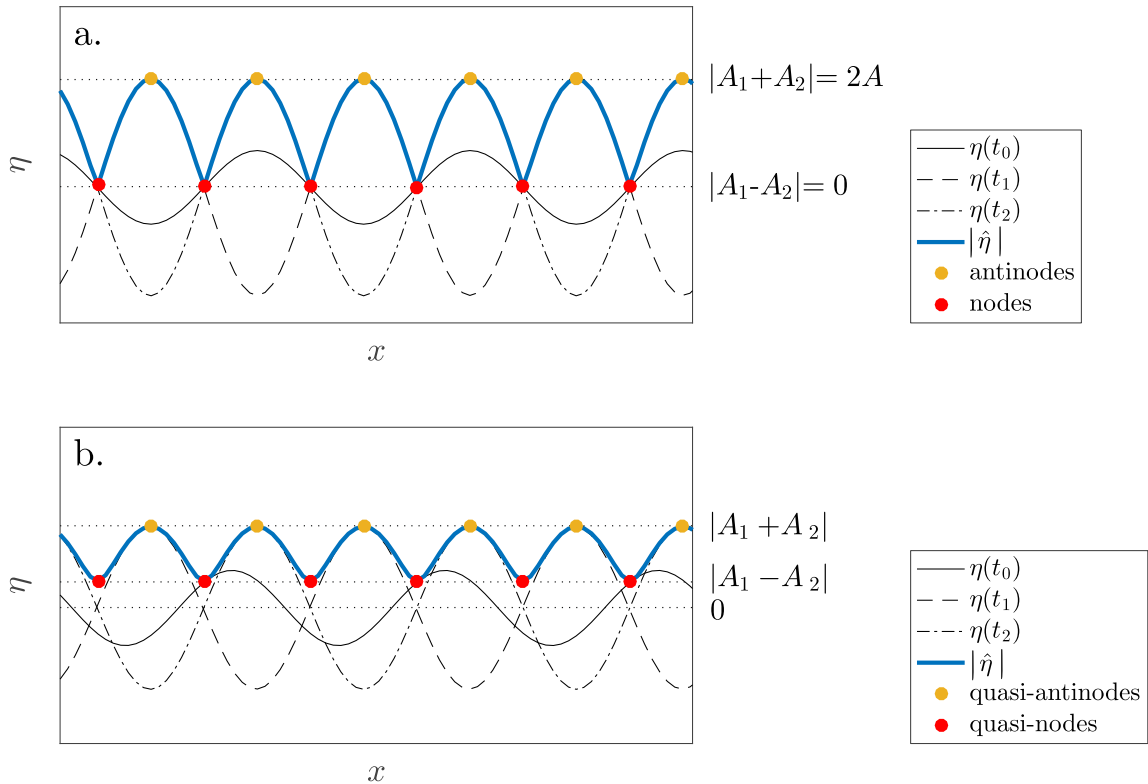 a.
|A₁+A₂|= 2A
η
|A₁-A₂|= 0
x
η(t₀)
η(t₁)
η(t₂)
|η̂|
antinodes
nodes
b.
|A₁ +A ₂|
|A₁ −A ₂|
η
0
x
η(t₀)
η(t₁)
η(t₂)
|η̂|
quasi-antinodes
quasi-nodes